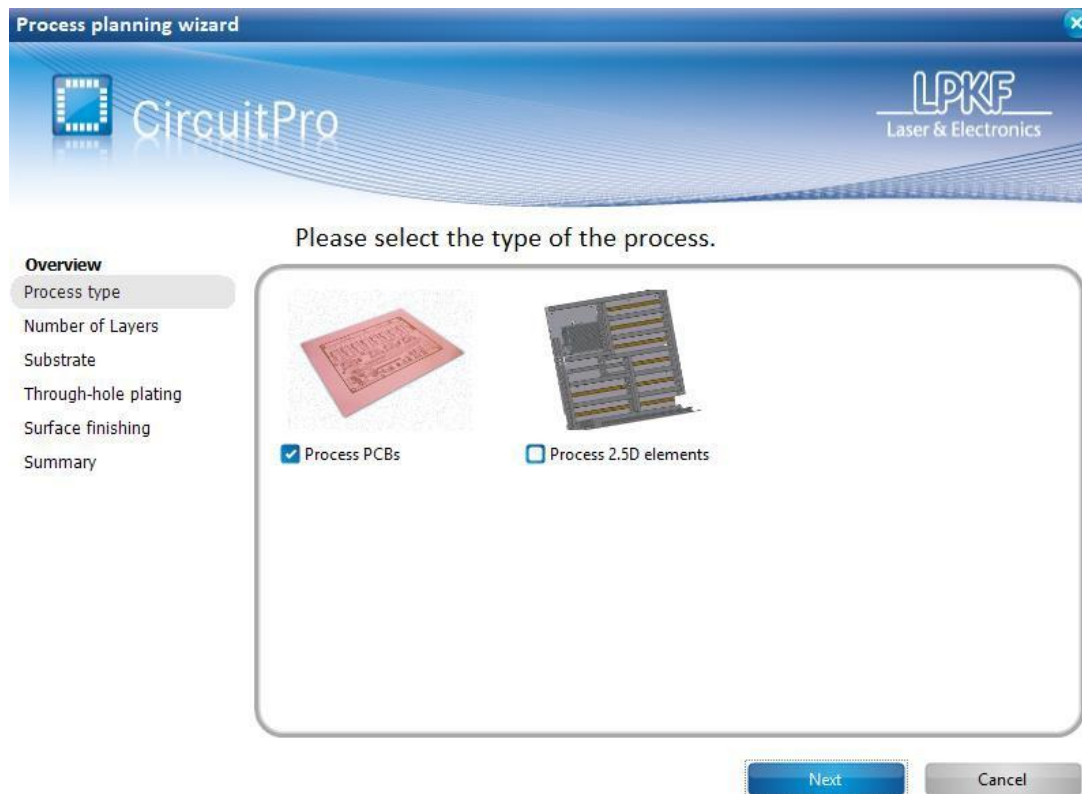 Process planning wizard
CircuitPro
LPKF
Laser & Electronics
Please select the type of the process.
Overview
Process type
Number of Layers
Substrate
Through-hole plating
Surface finishing
Summary
Process PCBs
Process 2.5D elements
Next
Cancel